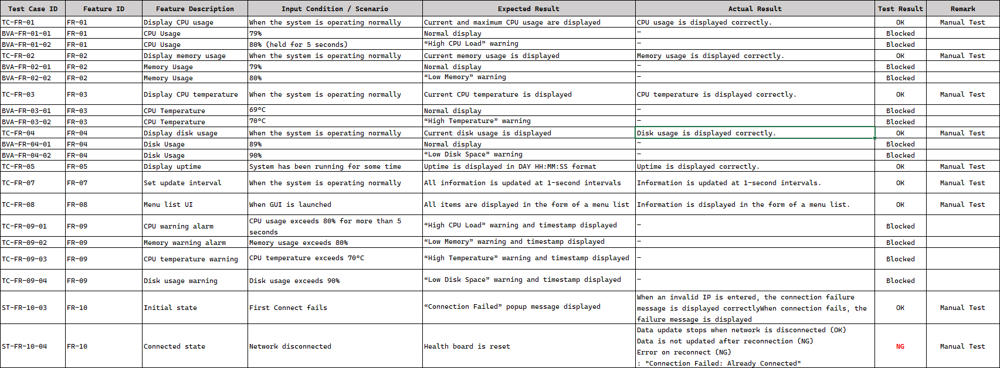 Test Case ID Feature ID Feature Description Input Condition / Scenario Expected Result Actual Result Test Result Remark
TC-FR-01 FR-01 Display CPU usage When the system is operating normally Current and maximum CPU usage are displayed CPU usage is displayed correctly. OK Manual Test
BVA-FR-01-01 FR-01 CPU Usage 79% Normal display – Blocked
BVA-FR-01-02 FR-01 CPU Usage 80% (held for 5 seconds) “High CPU Load” warning – Blocked
TC-FR-02 FR-02 Display memory usage When the system is operating normally Current memory usage is displayed Memory usage is displayed correctly. OK Manual Test
BVA-FR-02-01 FR-02 Memory Usage 79% Normal display – Blocked
BVA-FR-02-02 FR-02 Memory Usage 80% “Low Memory” warning – Blocked
TC-FR-03 FR-03 Display CPU temperature When the system is operating normally Current CPU temperature is displayed CPU temperature is displayed correctly. OK Manual Test
BVA-FR-03-01 FR-03 CPU Temperature 69°C Normal display – Blocked
BVA-FR-03-02 FR-03 CPU Temperature 70°C “High Temperature” warning – Blocked
TC-FR-04 FR-04 Display disk usage When the system is operating normally Current disk usage is displayed Disk usage is displayed correctly. OK Manual Test
BVA-FR-04-01 FR-04 Disk Usage 89% Normal display – Blocked
BVA-FR-04-02 FR-04 Disk Usage 90% “Low Disk Space” warning – Blocked
TC-FR-05 FR-05 Display uptime System has been running for some time Uptime is displayed in DAY HH:MM:SS format Uptime is displayed correctly. OK Manual Test
TC-FR-07 FR-07 Set update interval When the system is operating normally All information is updated at 1-second intervals Information is updated at 1-second intervals. OK Manual Test
TC-FR-08 FR-08 Menu list UI When GUI is launched All items are displayed in the form of a menu list Information is displayed in the form of a menu list. OK Manual Test
TC-FR-09-01 FR-09 CPU warning alarm CPU usage exceeds 80% for more than 5
seconds “High CPU Load” warning and timestamp displayed – Blocked
TC-FR-09-02 FR-09 Memory warning alarm Memory usage exceeds 80% “Low Memory” warning and timestamp displayed – Blocked
TC-FR-09-03 FR-09 CPU temperature warning CPU temperature exceeds 70°C “High Temperature” warning and timestamp displayed – Blocked
TC-FR-09-04 FR-09 Disk usage warning Disk usage exceeds 90% “Low Disk Space” warning and timestamp displayed – Blocked
ST-FR-10-03 FR-10 Initial state First Connect fails “Connection Failed” popup message displayed When an invalid IP is entered, the connection failure
message is displayed correctlyWhen connection fails, the
failure message is displayed OK Manual Test
ST-FR-10-04 FR-10 Connected state Network disconnected Health board is reset Data update stops when network is disconnected (OK)
Data is not updated after reconnection (NG)
Error on reconnect (NG)
: "Connection Failed: Already Connected" NG Manual Test